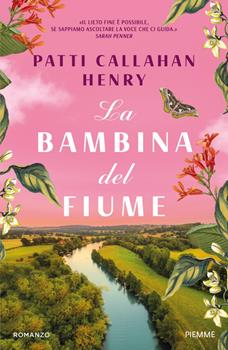 «IL LIETO FINE È POSSIBILE,
SE SAPPIAMO ASCOLTARE LA VOCE CHE CI GUIDA.»
SARAH PENNER
PATTI CALLAHAN
HENRY
La
BAMBINA
del
FIUME
ROMANZO
PIEMME